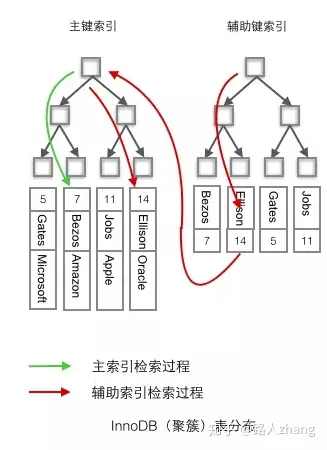 主键索引
辅助键索引
5
7
11
14
Gates
Bezos
Jobs
Ellison
Microsoft
Amazon
Apple
Oracle
Bezos
Ellison
Gates
Jobs
7
14
5
11
主索引检索过程
辅助索引检索过程
InnoDB（聚簇）表分布
知乎 @铭人zhang